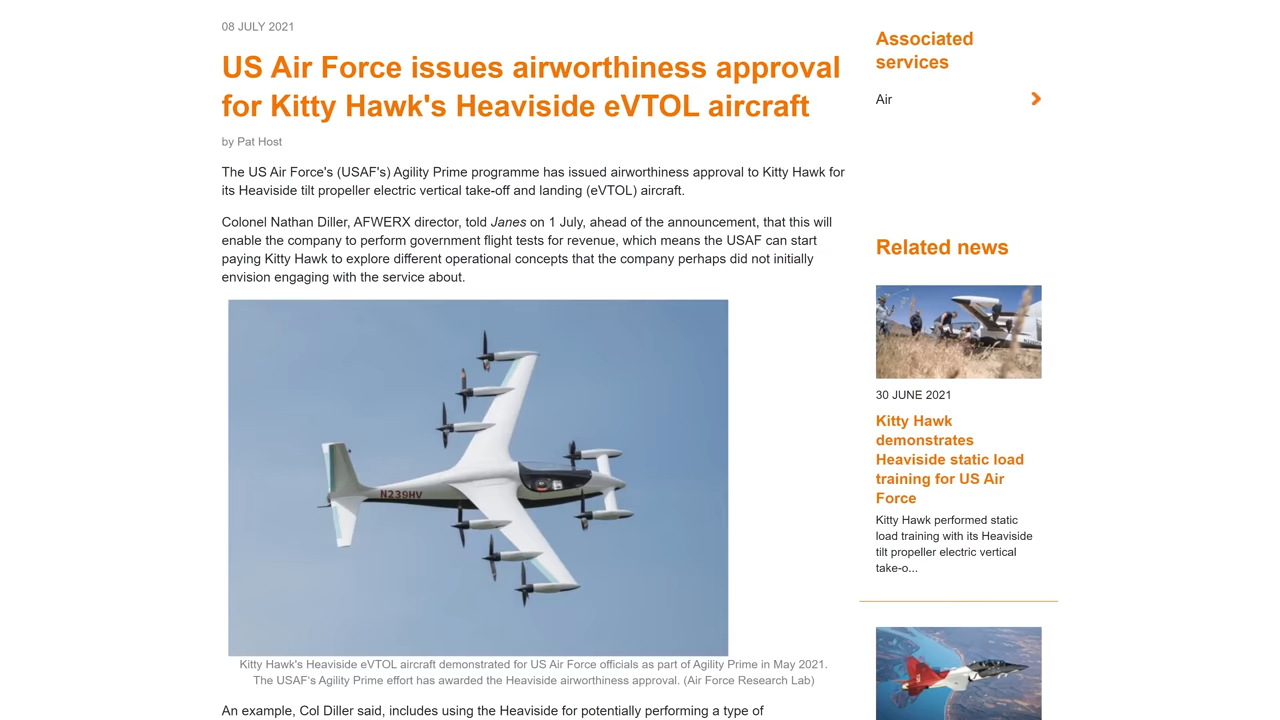 08 JULY 2021
US Air Force issues airworthiness approval
for Kitty Hawk's Heaviside eVTOL aircraft
by Pat Host
The US Air Force's (USAF's) Agility Prime programme has issued airworthiness approval to Kitty Hawk for
its Heaviside tilt propeller electric vertical take-off and landing (eVTOL) aircraft.
Colonel Nathan Diller, AFWERX director, told Janes on 1 July, ahead of the announcement, that this will
enable the company to perform government flight tests for revenue, which means the USAF can start
paying Kitty Hawk to explore different operational concepts that the company perhaps did not initially
envision engaging with the service about.
N239HV
Kitty Hawk's Heaviside eVTOL aircraft demonstrated for US Air Force officials as part of Agility Prime in May 2021.
The USAF's Agility Prime effort has awarded the Heaviside airworthiness approval. (Air Force Research Lab)
An example, Col Diller said, includes using the Heaviside for potentially performing a type of
Associated
services
Air
Related news
30 JUNE 2021
Kitty Hawk
demonstrates
Heaviside static load
training for US Air
Force
Kitty Hawk performed static
load training with its Heaviside
tilt propeller electric vertical
take-o...